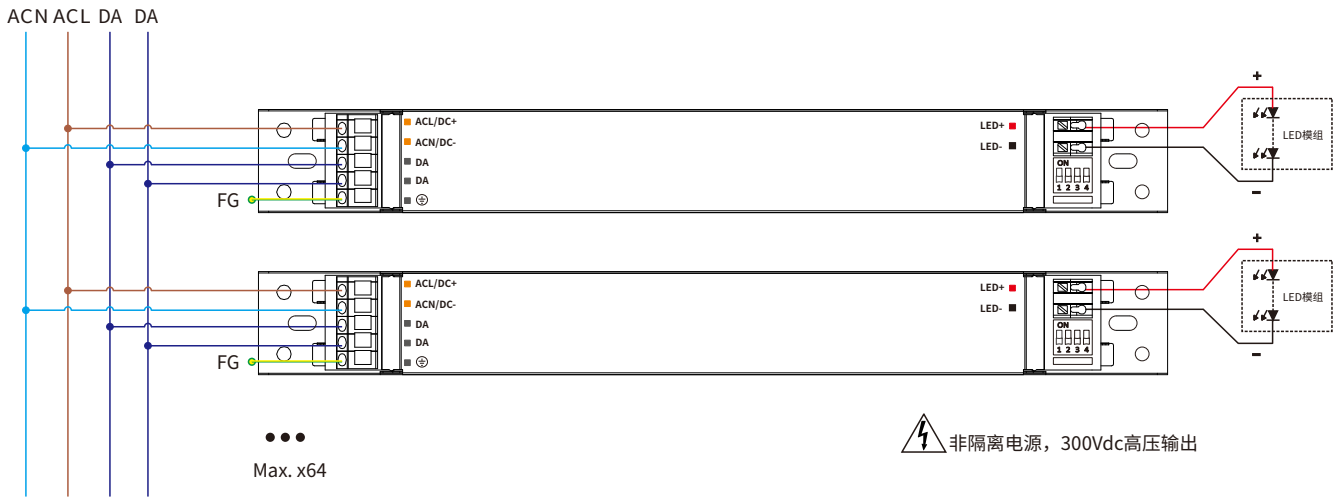 ACN ACL DA DA
ACL/DC+
ACN/DC-
DA
DA
FG
LED+
LED-
ON
1 2 3 4
+
LED模组
-
ACL/DC+
ACN/DC-
DA
DA
FG
LED+
LED-
ON
1 2 3 4
+
LED模组
-
Max. x64
非隔离电源，300Vdc高压输出